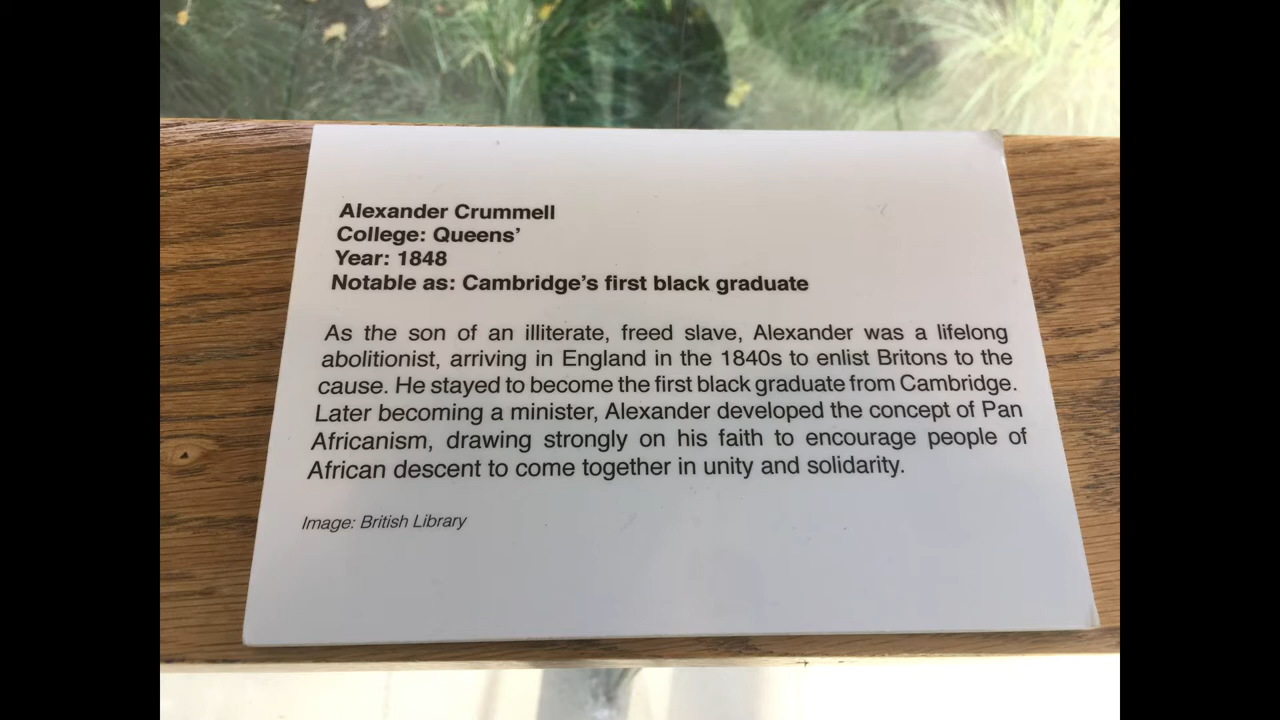 Alexander Crummell
College: Queens’
Year: 1848
Notable as: Cambridge’s first black graduate
As the son of an illiterate, freed slave, Alexander was a lifelong
abolitionist, arriving in England in the 1840s to enlist Britons to the
cause. He stayed to become the first black graduate from Cambridge.
Later becoming a minister, Alexander developed the concept of Pan
Africanism, drawing strongly on his faith to encourage people of
African descent to come together in unity and solidarity.
Image: British Library